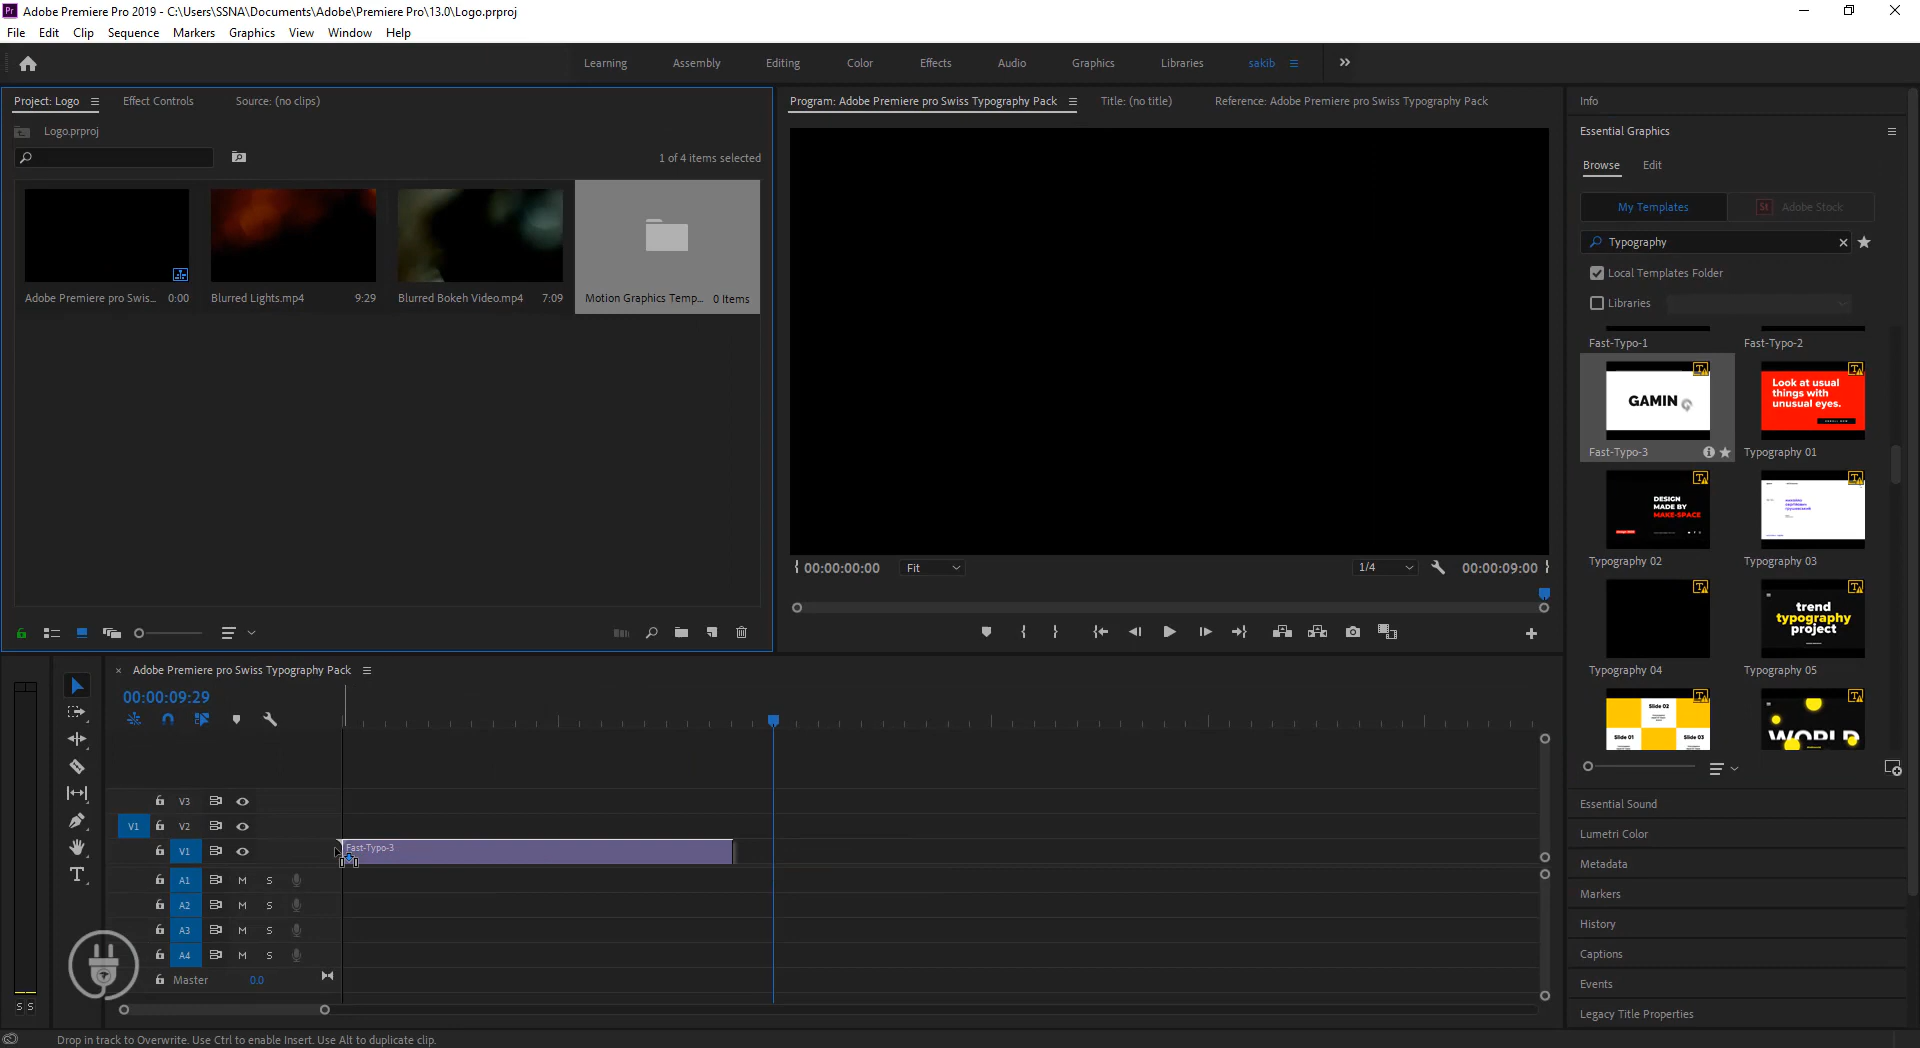 Adobe Premiere Pro 2019 - C:\Users\SSNA\Documents\Adobe\Premiere Pro\13.0\Logo.prproj
File Edit Clip Sequence Markers Graphics View Window Help
Learning Assembly Editing Color Effects Audio Graphics Libraries sakib
Project: Logo Effect Controls Source: (no clips)
Logo.prproj
1 of 4 items selected
Adobe Premiere pro Swis... 0:00
Blurred Lights.mp4 9:29
Blurred Bokeh Video.mp4 7:09
Motion Graphics Temp... 0 Items
Program: Adobe Premiere pro Swiss Typography Pack Title: (no title) Reference: Adobe Premiere pro Swiss Typography Pack
00:00:00:00 Fit 1/4 00:00:09:00
Info
Essential Graphics
Browse Edit
My Templates St Adobe Stock
Typography
Local Templates Folder
Libraries
Fast-Typo-1 Fast-Typo-2
GAMIN
Look at usual
things with
unusual eyes.
Fast-Typo-3 Typography 01
DESIGN
MADE BY
MAKE-SPACE
Typography 02 Typography 03
trend
typography
project
Typography 04 Typography 05
Slide 02
Slide 01 Slide 03
WORLD
Essential Sound
Lumetri Color
Metadata
Markers
History
Captions
Events
Legacy Title Properties
Adobe Premiere pro Swiss Typography Pack
00:00:09:29
V3
V1 V2
V1
Fast-Typo-3
A1 M S
A2 M S
A3 M S
A4 M S
Master 0.0
S S
Drop in track to Overwrite. Use Ctrl to enable Insert. Use Alt to duplicate clip.